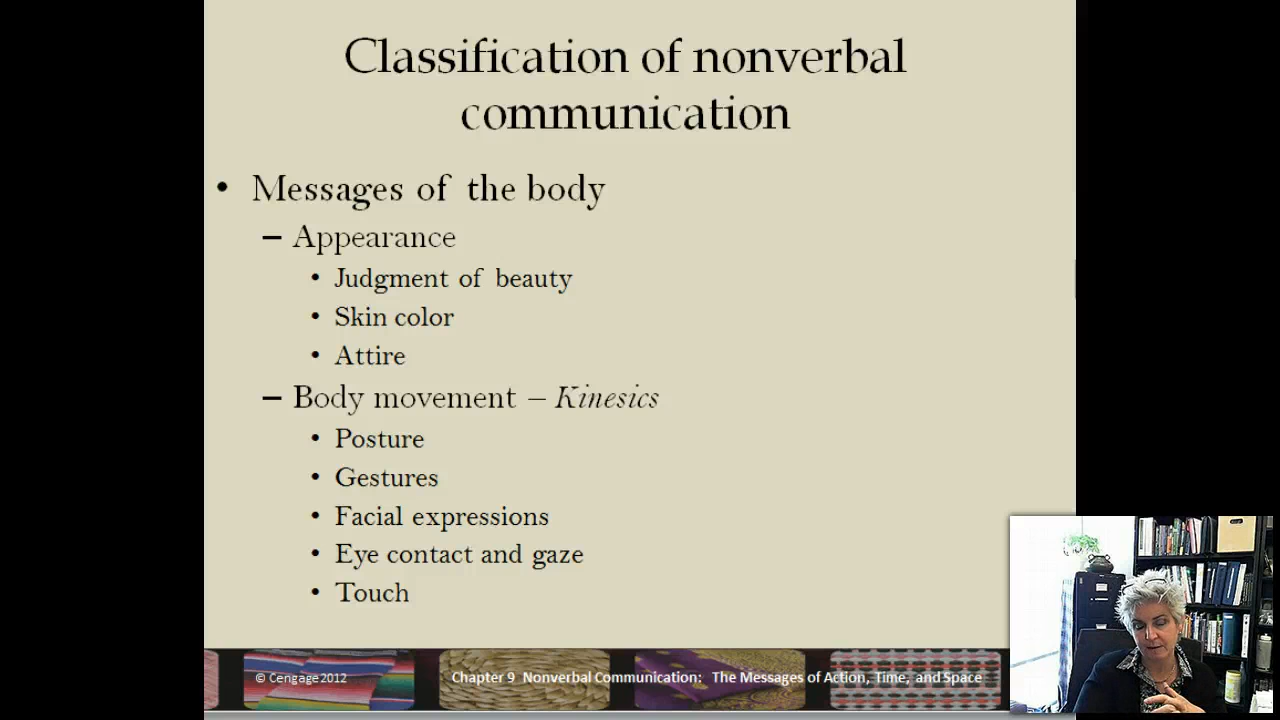 Classification of nonverbal
communication
• Messages of the body
– Appearance
• Judgment of beauty
• Skin color
• Attire
– Body movement – Kinesics
• Posture
• Gestures
• Facial expressions
• Eye contact and gaze
• Touch
© Cengage 2012
Chapter 9 Nonverbal Communication: The Messages of Action, Time, and Space